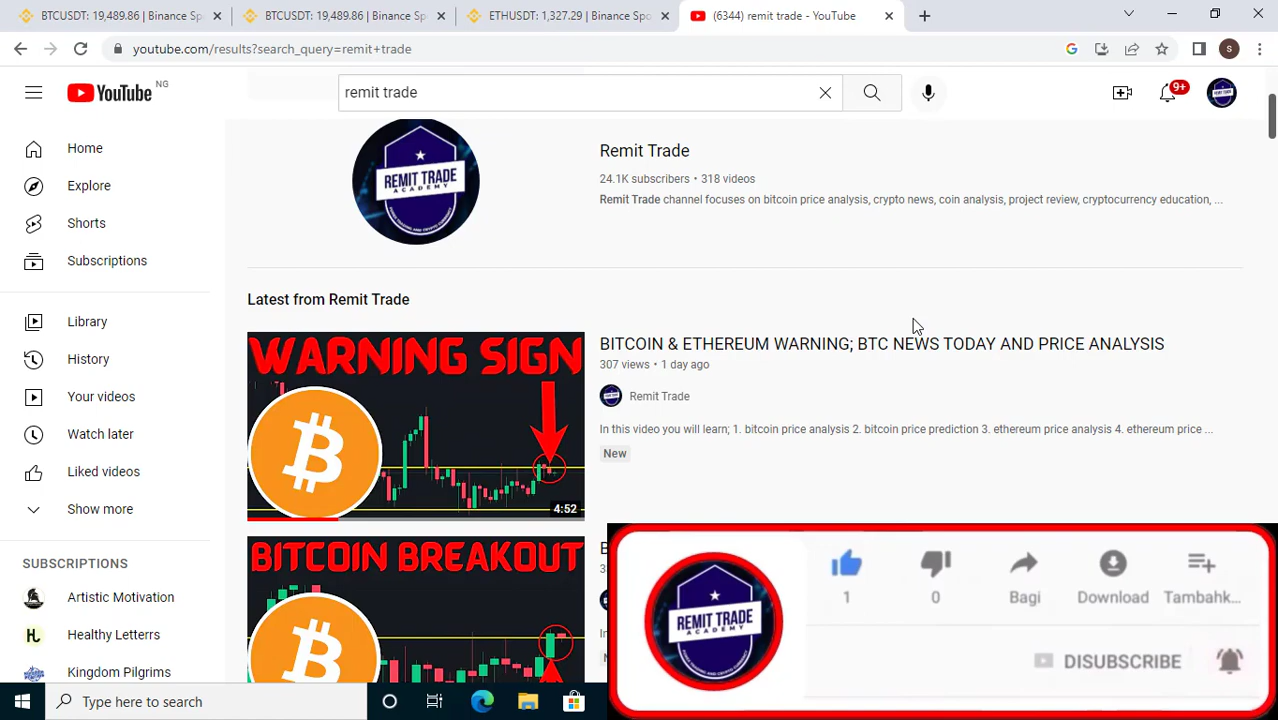 BTCUSDT: 19,489.86 | Binance Sp
BTCUSDT: 19,489.86 | Binance Sp
ETHUSDT: 1,327.29 | Binance Spo
(6344) remit trade - YouTube
youtube.com/results?search_query=remit+trade
S
YouTube NG
remit trade
9+
Home
Explore
Shorts
Subscriptions
Library
History
Your videos
Watch later
Liked videos
Show more
SUBSCRIPTIONS
Artistic Motivation
Healthy Letterrs
Kingdom Pilgrims
REMIT TRADE
ACADEMY
Remit Trade
24.1K subscribers • 318 videos
Remit Trade channel focuses on bitcoin price analysis, crypto news, coin analysis, project review, cryptocurrency education, ...
Latest from Remit Trade
WARNING SIGN
4:52
BITCOIN & ETHEREUM WARNING; BTC NEWS TODAY AND PRICE ANALYSIS
307 views • 1 day ago
Remit Trade
In this video you will learn; 1. bitcoin price analysis 2. bitcoin price prediction 3. ethereum price analysis 4. ethereum price ...
New
BITCOIN BREAKOUT
REMIT TRADE
ACADEMY
1
0
Bagi
Download
Tambahk...
DISUBSCRIBE
Type here to search